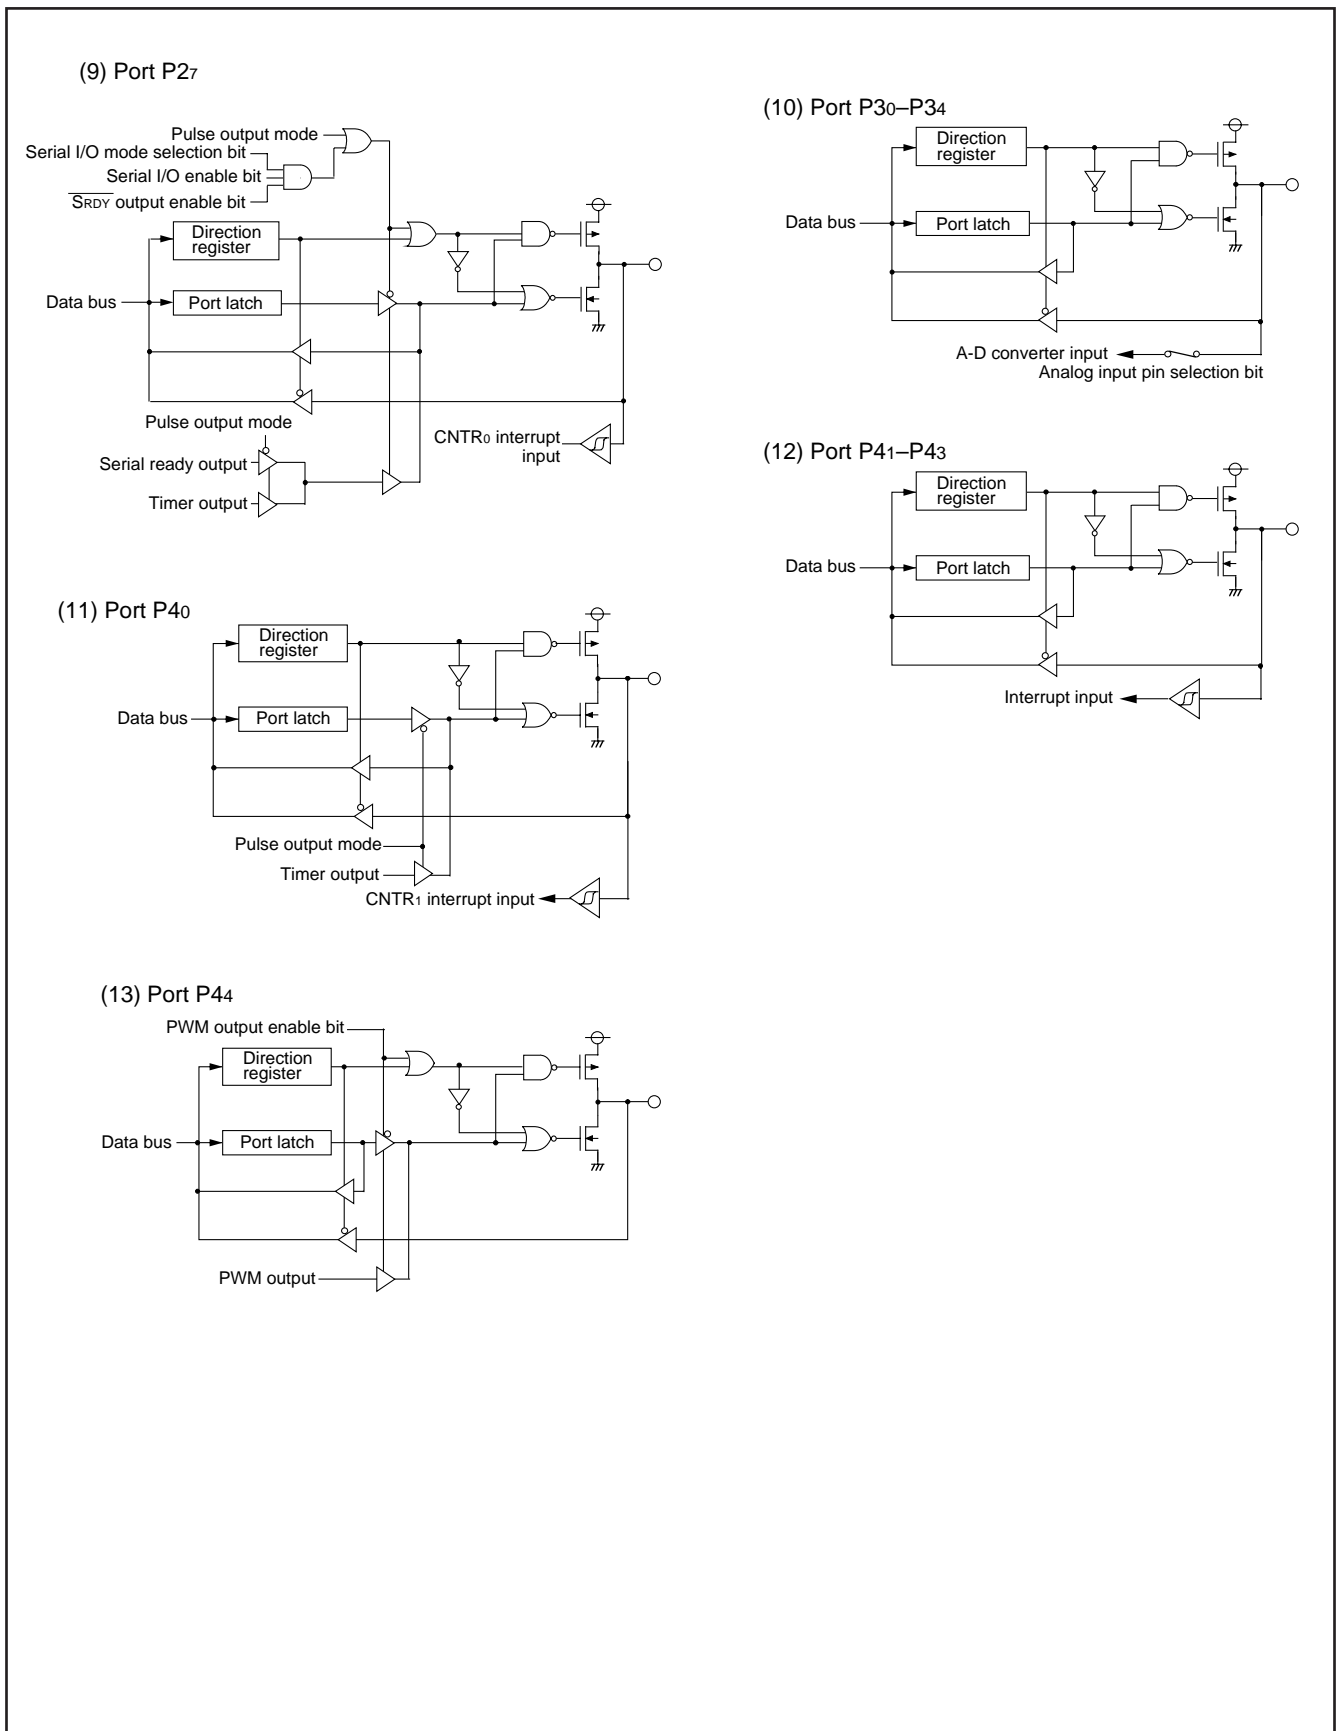 (9) Port P27
Pulse output mode
Serial I/O mode selection bit
Serial I/O enable bit
SRDY output enable bit
Direction
register
Data bus
Port latch
Pulse output mode
Serial ready output
Timer output
CNTR0 interrupt
input
(10) Port P30–P34
Direction
register
Data bus
Port latch
A-D converter input
Analog input pin selection bit
(11) Port P40
Direction
register
Data bus
Port latch
Pulse output mode
Timer output
CNTR1 interrupt input
(12) Port P41–P43
Direction
register
Data bus
Port latch
Interrupt input
(13) Port P44
PWM output enable bit
Direction
register
Data bus
Port latch
PWM output